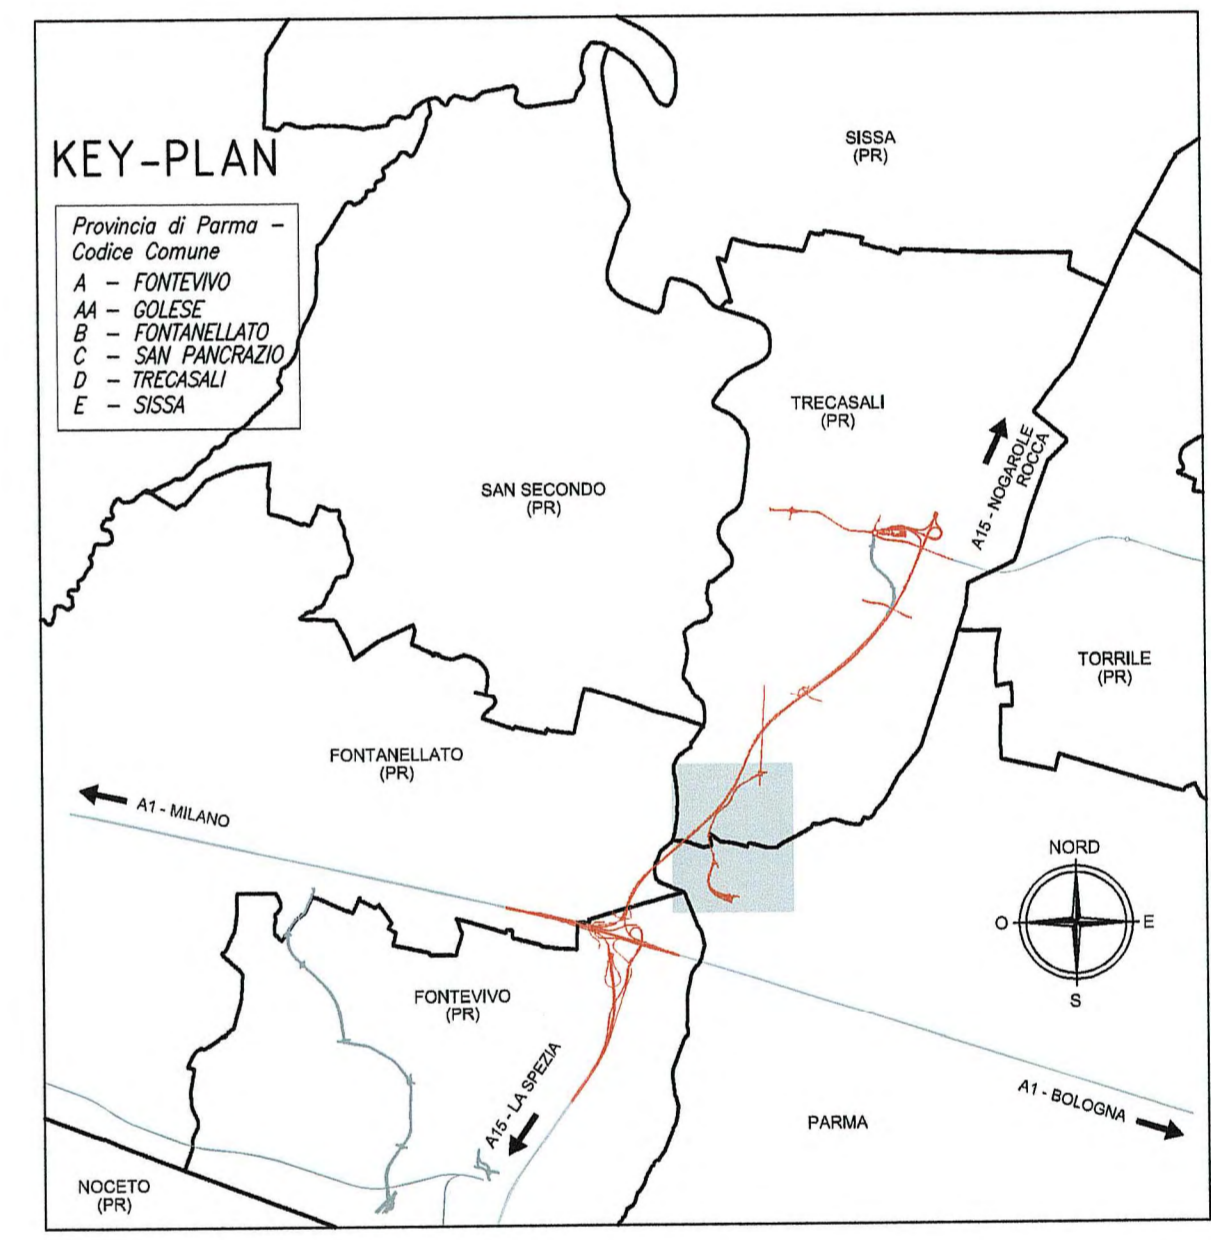 KEY-PLAN
Provincia di Parma -
Codice Comune
A - FONTEVIVO
AA - GOLESE
B - FONTANELLATO
C - SAN PANCRAZIO
D - TRECASALI
E - SISSA
SISSA
(PR)
TRECASALI
(PR)
A15 - NOGAROLE
ROCCA
SAN SECONDO
(PR)
TORRILE
(PR)
FONTANELLATO
(PR)
A1 - MILANO
NORD
O
E
S
FONTEVIVO
(PR)
A15 - LA SPEZIA
A1 - BOLOGNA
PARMA
NOCETO
(PR)